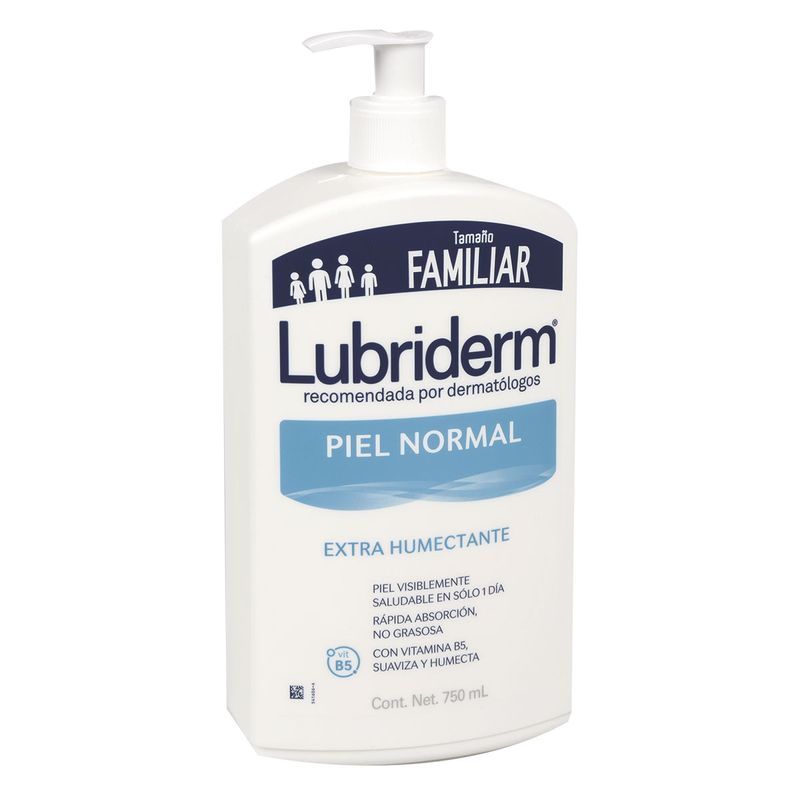 Tamaño
FAMILIAR
Lubriderm®
recomendada por dermatólogos
PIEL NORMAL
EXTRA HUMECTANTE
PIEL VISIBLEMENTE
SALUDABLE EN SÓLO 1 DÍA
RÁPIDA ABSORCIÓN,
NO GRASOSA
vit
B5
CON VITAMINA B5,
SUAVIZA Y HUMECTA
Cont. Net. 750 mL